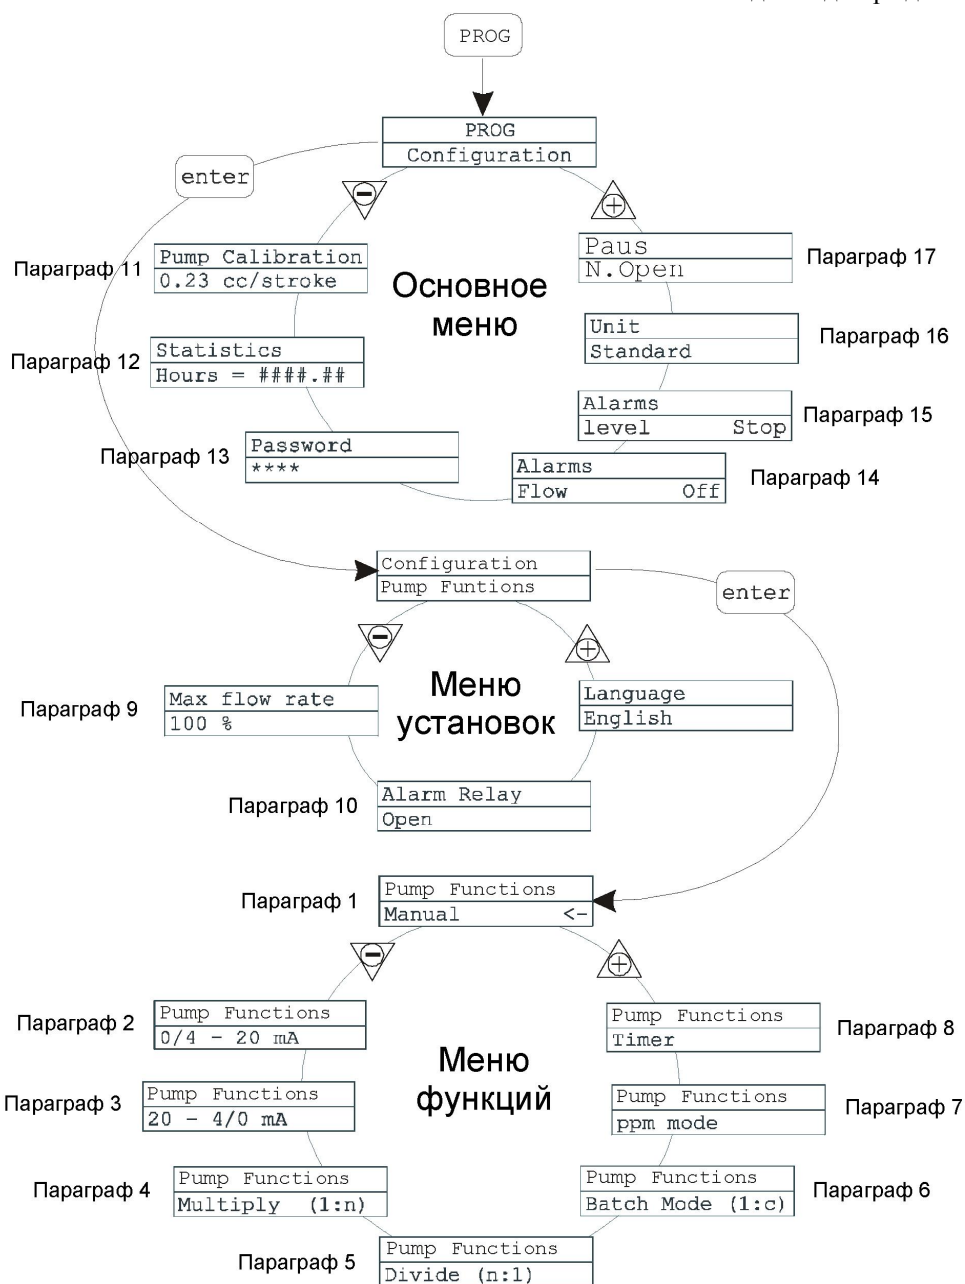 PROG
PROG
Configuration
enter
Pump Calibration
0.23 cc/stroke
Параграф 11
Основное
меню
Paus
N.Open
Параграф 17
Unit
Standard
Параграф 16
Statistics
Hours = ####.##
Параграф 12
Alarms
level Stop
Параграф 15
Password
****
Параграф 13
Alarms
Flow Off
Параграф 14
Configuration
Pump Funtions
enter
Меню
установок
Max flow rate
100 %
Параграф 9
Language
English
Alarm Relay
Open
Параграф 10
Pump Functions
Manual <-
Параграф 1
Pump Functions
0/4 - 20 mA
Параграф 2
Pump Functions
Timer
Параграф 8
Меню
функций
Pump Functions
20 - 4/0 mA
Параграф 3
Pump Functions
ppm mode
Параграф 7
Pump Functions
Multiply (1:n)
Параграф 4
Pump Functions
Batch Mode (1:c)
Параграф 6
Pump Functions
Divide (n:1)
Параграф 5